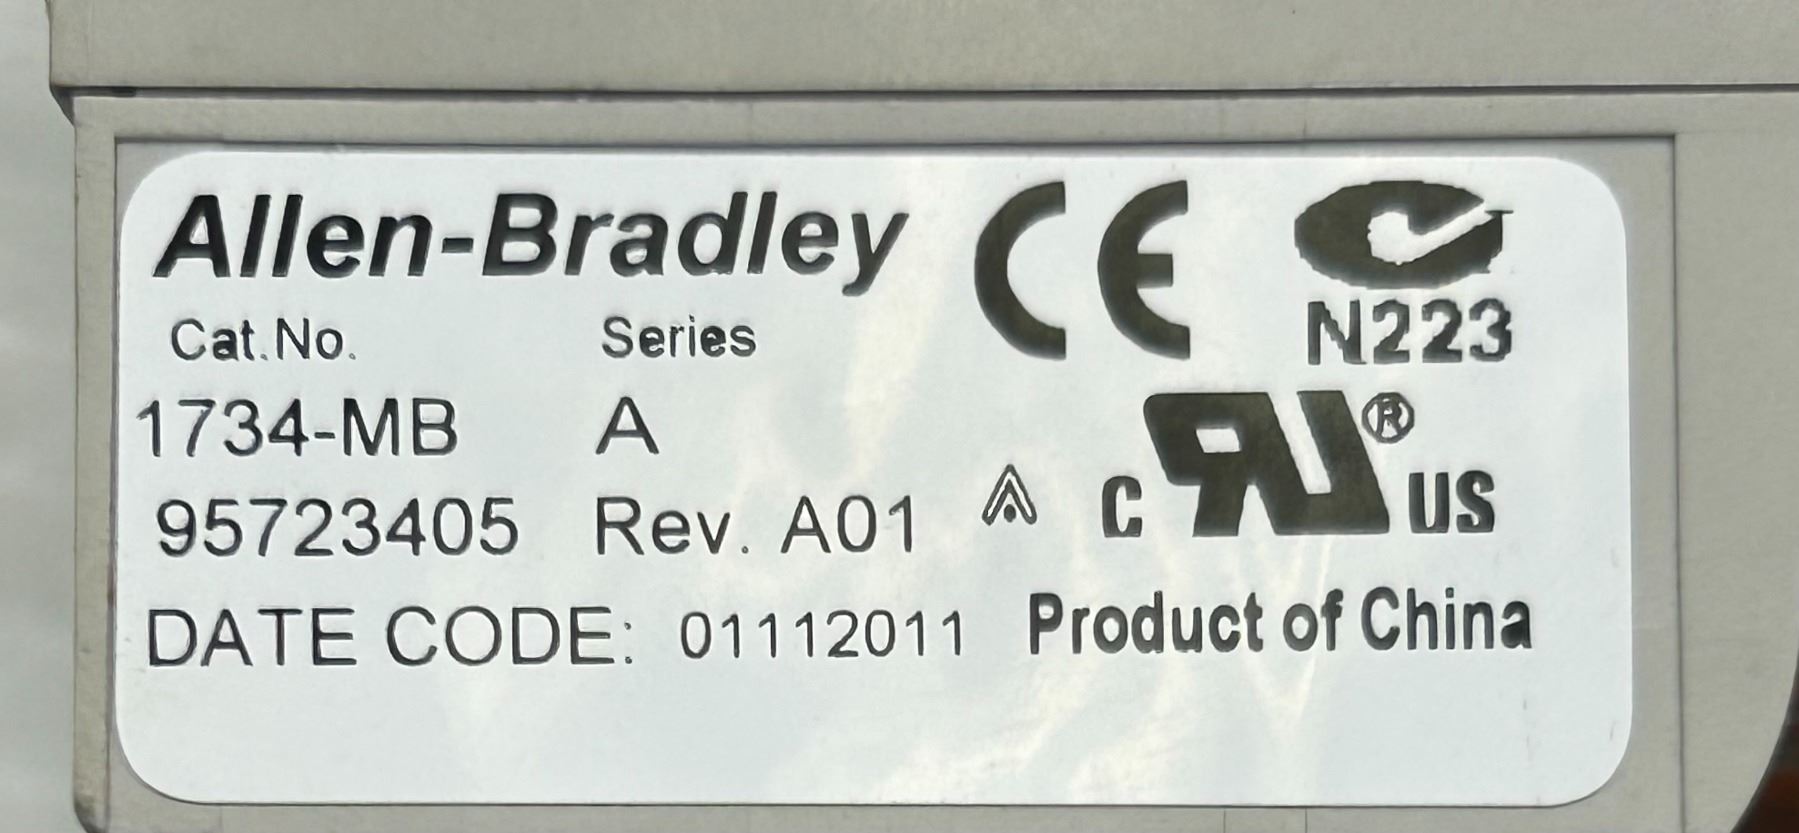 Allen-Bradley CE
N223
Cat.No. Series
1734-MB A
95723405 Rev. A01 C UR® US
DATE CODE: 01112011 Product of China